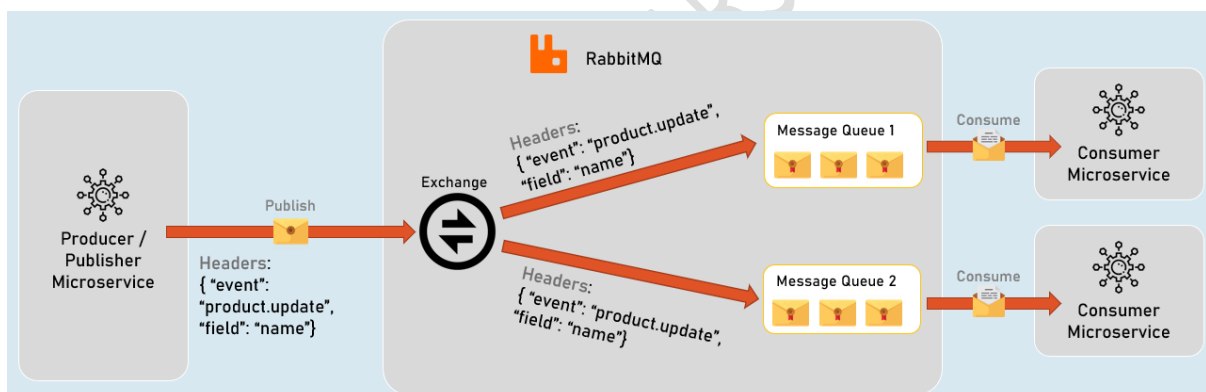 RabbitMQ
Producer /
Publisher
Microservice
Publish
Headers:
{ “event”:
“product.update”,
“field”: “name”}
Exchange
Headers:
{ “event”: “product.update”,
“field”: “name”}
Headers:
{ “event”: “product.update”,
“field”: “name”}
Message Queue 1
Message Queue 2
Consume
Consumer
Microservice
Consume
Consumer
Microservice